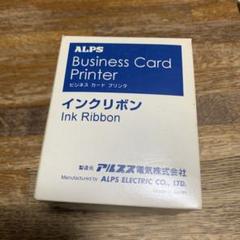 ALPS
Business Card
Printer
ビジネス カード プリンタ
インクリボン
Ink Ribbon
製造元 アルプス電気株式会社
Manufactured by ALPS ELECTRIC CO., LTD.